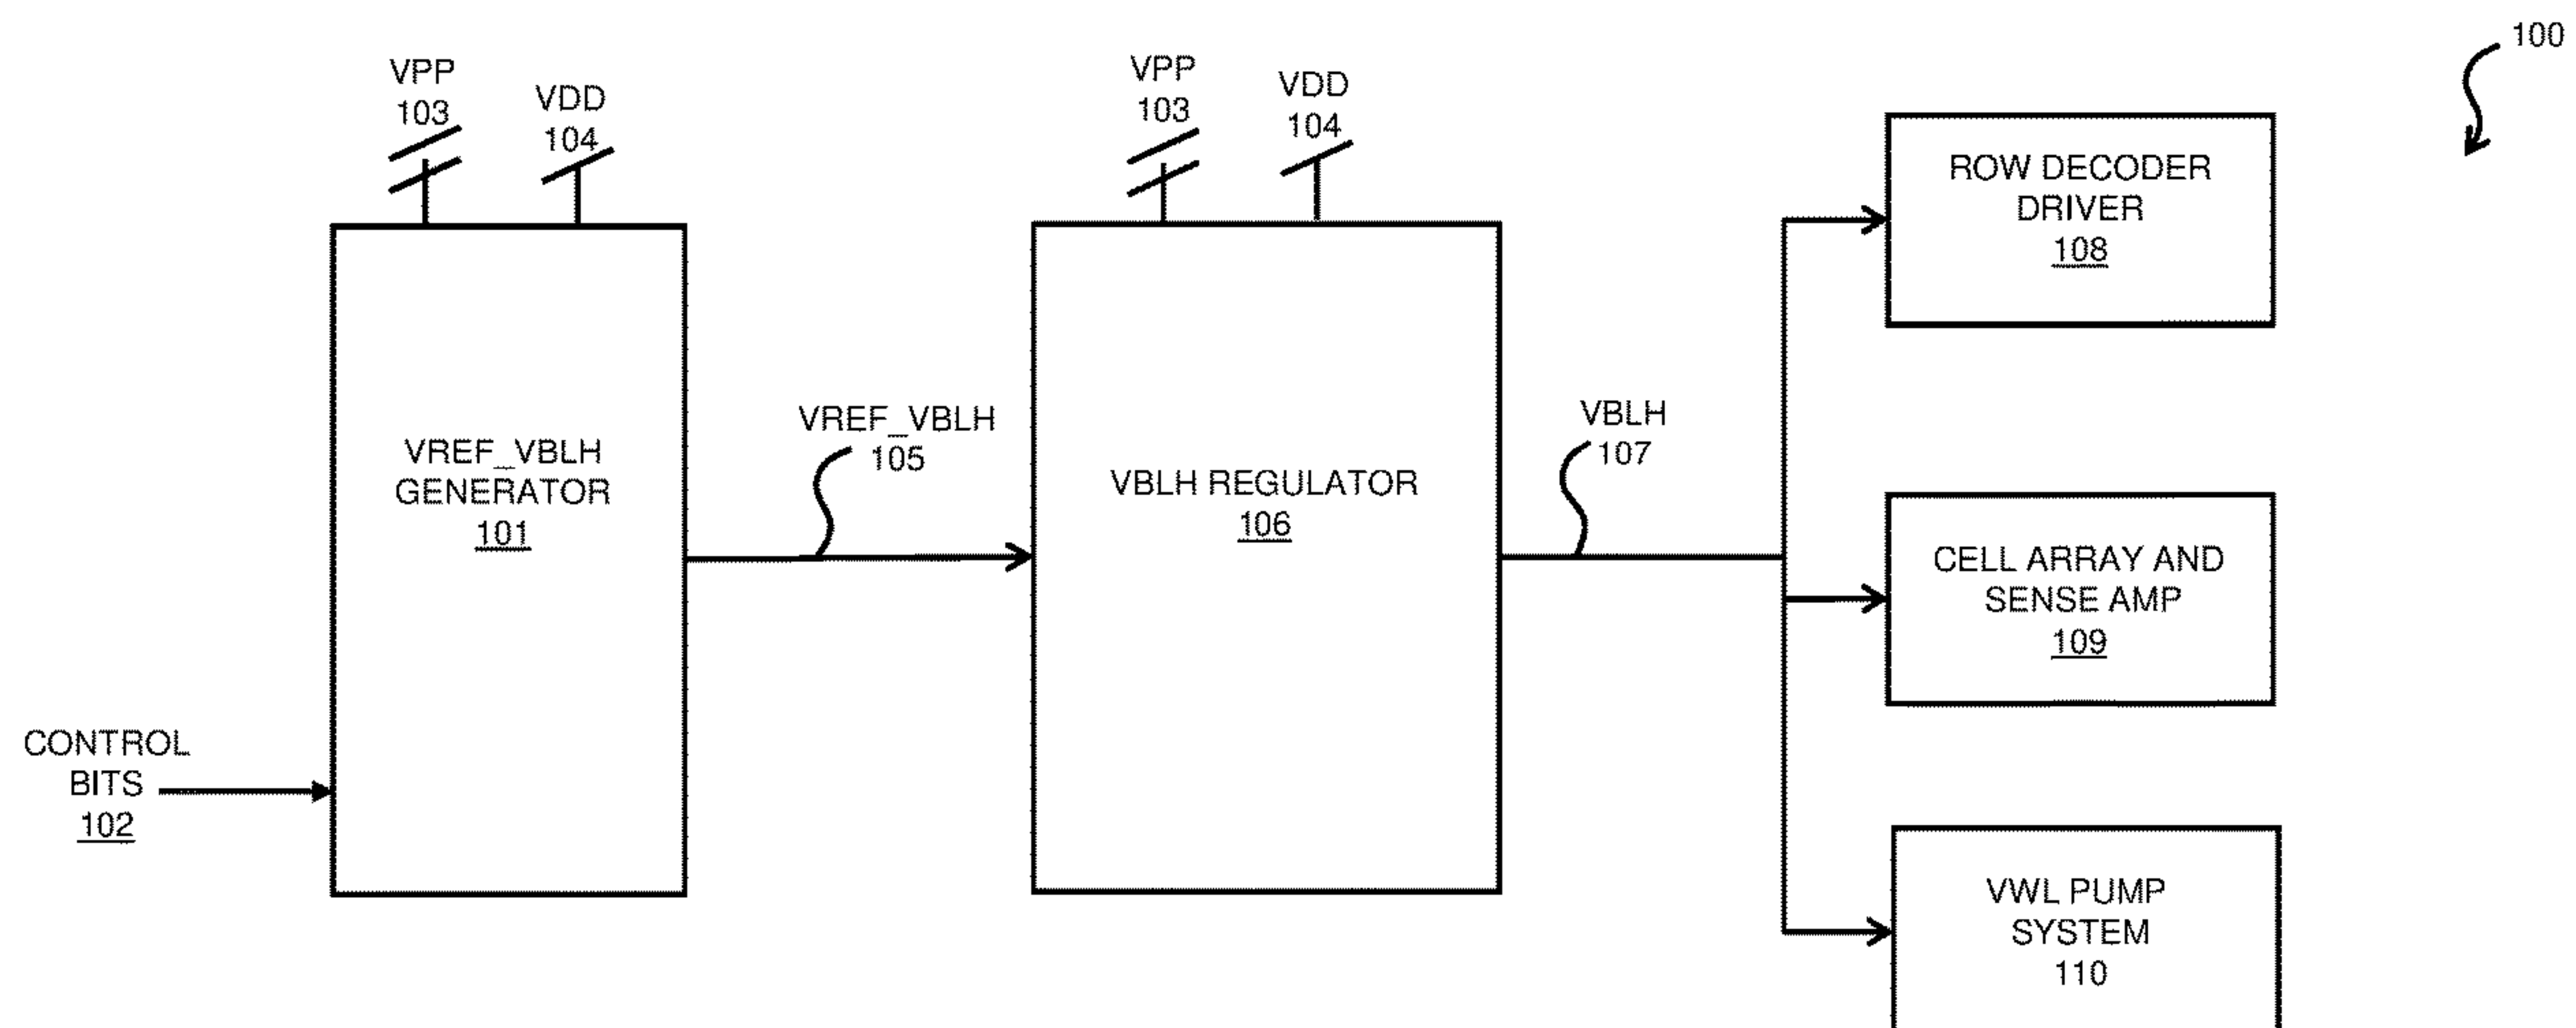 100
VPP
103
VDD
104
VPP
103
VDD
104
ROW DECODER
DRIVER
108
VREF_VBLH
GENERATOR
101
VREF_VBLH
105
VBLH REGULATOR
106
VBLH
107
CELL ARRAY AND
SENSE AMP
109
CONTROL
BITS
102
VWL PUMP
SYSTEM
110